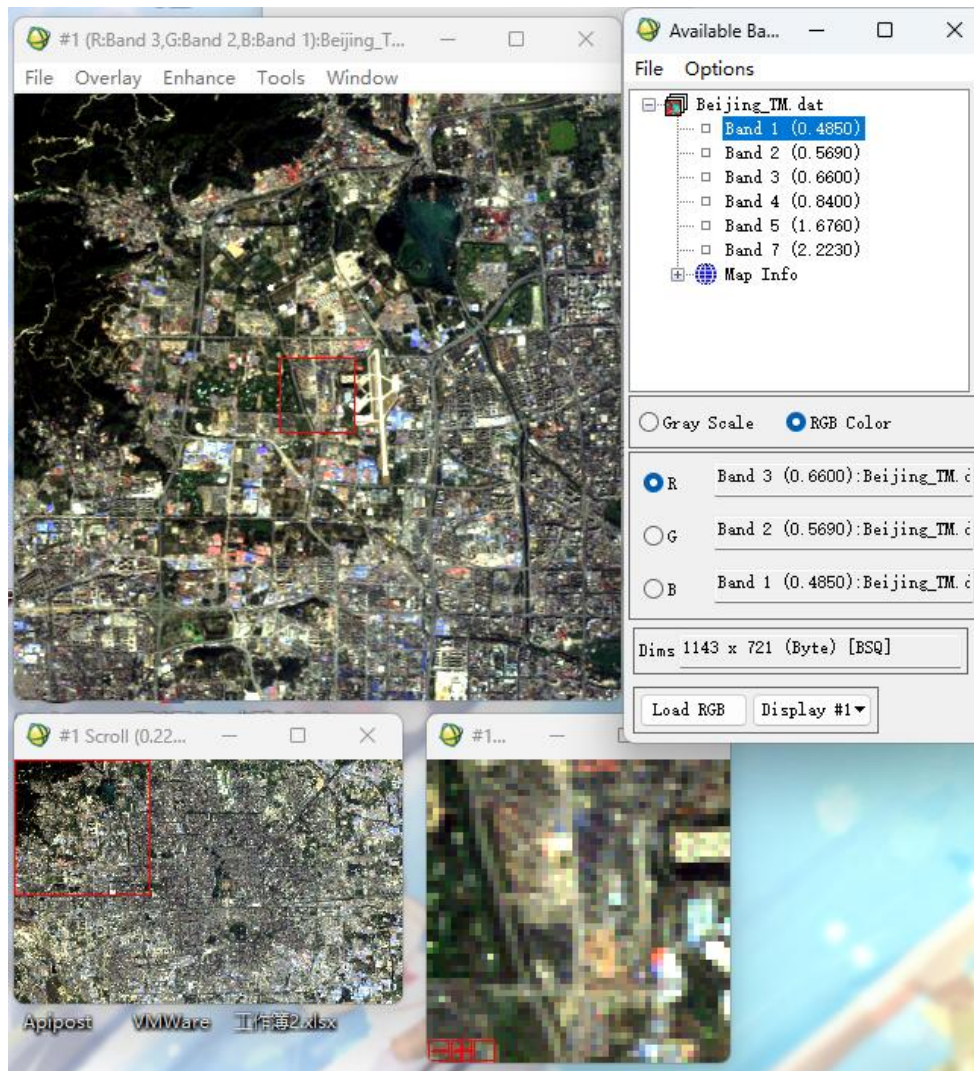 #1 (R:Band 3,G:Band 2,B:Band 1):Beijing_T...
File Overlay Enhance Tools Window
Available Ba...
File Options
Beijing_TM.dat
Band 1 (0.4850)
Band 2 (0.5690)
Band 3 (0.6600)
Band 4 (0.8400)
Band 5 (1.6760)
Band 7 (2.2230)
Map Info
Gray Scale RGB Color
R Band 3 (0.6600):Beijing_TM.d
G Band 2 (0.5690):Beijing_TM.d
B Band 1 (0.4850):Beijing_TM.d
Dims 1143 x 721 (Byte) [BSQ]
Load RGB Display #1
#1 Scroll (0.22...
#1...
Apipost VMWare 工作簿2.xlsx